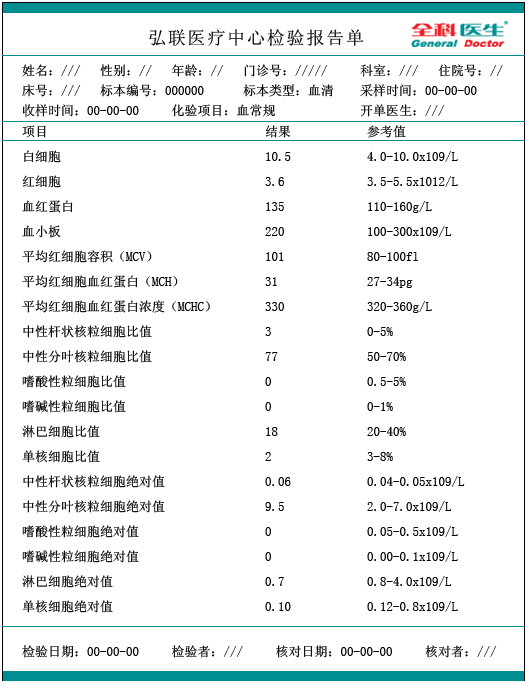 弘联医疗中心检验报告单
全科医生
General Doctor
姓名：/// 性别：// 年龄：// 门诊号：///// 科室：/// 住院号：//
床号：/// 标本编号：000000 标本类型：血清 采样时间：00-00-00
收样时间：00-00-00 化验项目：血常规 开单医生：///
项目 结果 参考值
白细胞 10.5 4.0-10.0x109/L
红细胞 3.6 3.5-5.5x1012/L
血红蛋白 135 110-160g/L
血小板 220 100-300x109/L
平均红细胞容积（MCV） 101 80-100fl
平均红细胞血红蛋白（MCH） 31 27-34pg
平均红细胞血红蛋白浓度（MCHC） 330 320-360g/L
中性杆状核粒细胞比值 3 0-5%
中性分叶核粒细胞比值 77 50-70%
嗜酸性粒细胞比值 0 0.5-5%
嗜碱性粒细胞比值 0 0-1%
淋巴细胞比值 18 20-40%
单核细胞比值 2 3-8%
中性杆状核粒细胞绝对值 0.06 0.04-0.05x109/L
中性分叶核粒细胞绝对值 9.5 2.0-7.0x109/L
嗜酸性粒细胞绝对值 0 0.05-0.5x109/L
嗜碱性粒细胞绝对值 0 0.00-0.1x109/L
淋巴细胞绝对值 0.7 0.8-4.0x109/L
单核细胞绝对值 0.10 0.12-0.8x109/L
检验日期：00-00-00 检验者：/// 核对日期：00-00-00 核对者：///